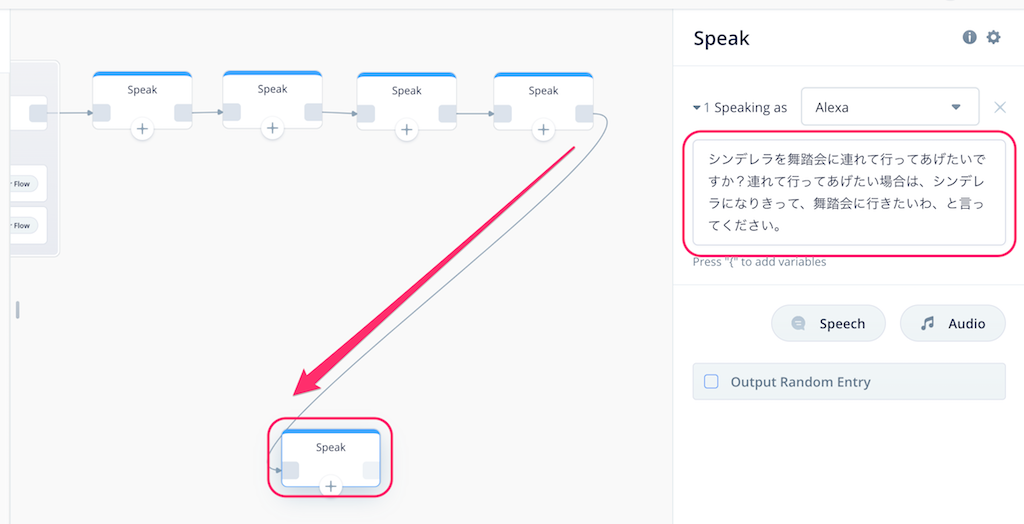 Speak
Speak
Speak
Speak
Flow
Flow
Speak
Speak
1 Speaking as
Alexa
シンデレラを舞踏会に連れて行ってあげたいで
すか？連れて行ってあげたい場合は、シンデレ
ラになりきって、舞踏会に行きたいわ、と言っ
てください。
Press "{" to add variables
Speech
Audio
Output Random Entry